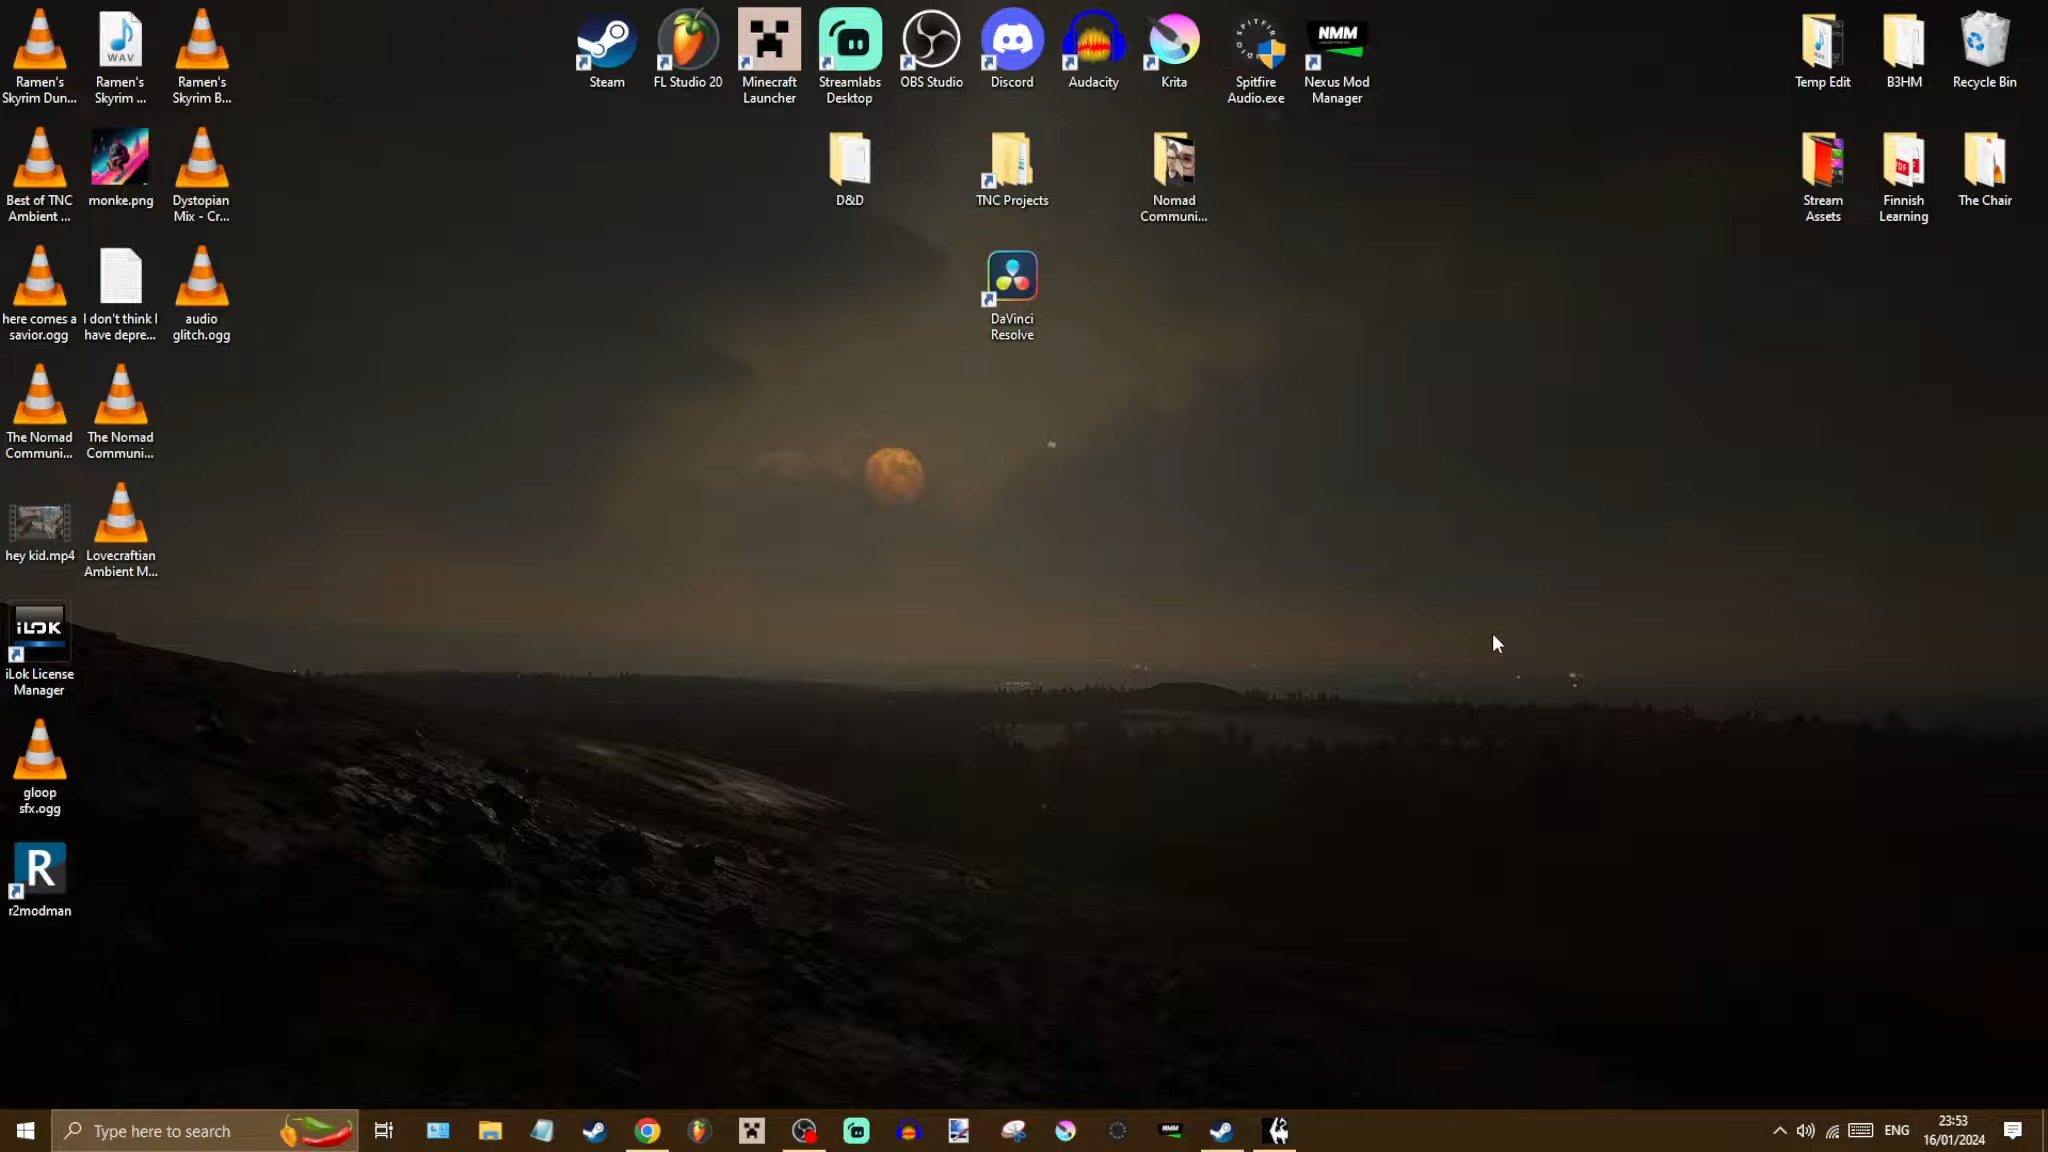 Ramen's
Skyrim Dun...
Ramen's
Skyrim ...
WAV
Ramen's
Skyrim B...
Steam
FL Studio 20
Minecraft
Launcher
Streamlabs
Desktop
OBS Studio
Discord
Audacity
Krita
Spitfire
Audio.exe
NMM
Nexus Mod
Manager
Temp Edit
B3HM
Recycle Bin
Best of TNC
Ambient ...
monke.png
Dystopian
Mix - Cr...
D&D
TNC Projects
Nomad
Communi...
Stream
Assets
PDF
Finnish
Learning
The Chair
here comes a
savior.ogg
I don't think I
have depre...
audio
glitch.ogg
DaVinci
Resolve
The Nomad
Communi...
The Nomad
Communi...
hey kid.mp4
Lovecraftian
Ambient M...
iLOK
iLok License
Manager
gloop
sfx.ogg
R
r2modman
Type here to search
ENG
23:53
16/01/2024